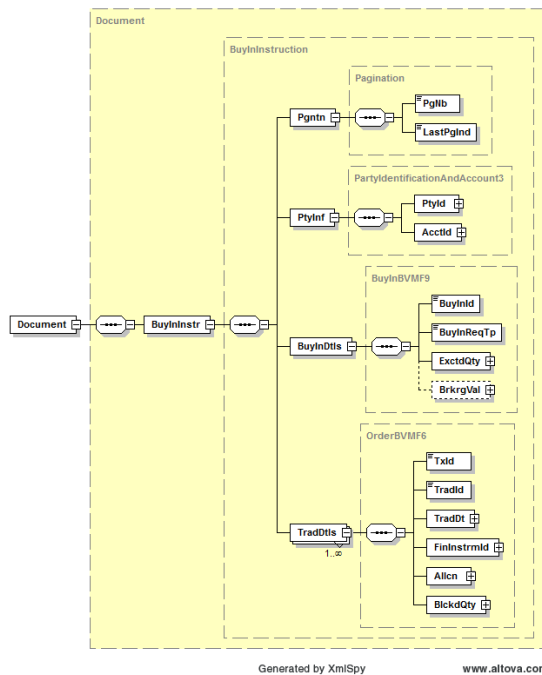 Document
BuyInInstruction
Pagination
PgNb
Pgntn
LastPgInd
PartyIdentificationAndAccount3
PtyId
PtyInf
AcctId
BuyInBVMF9
BuyInId
Document
BuyInInstr
BuyInReqTp
BuyInDtls
ExctdQty
BrkrgVal
OrderBVMF6
TxId
TradId
TradDt
TradDtls
1..∞
FinInstrmId
Allcn
BlckdQty
Generated by XmlSpy www.altova.com